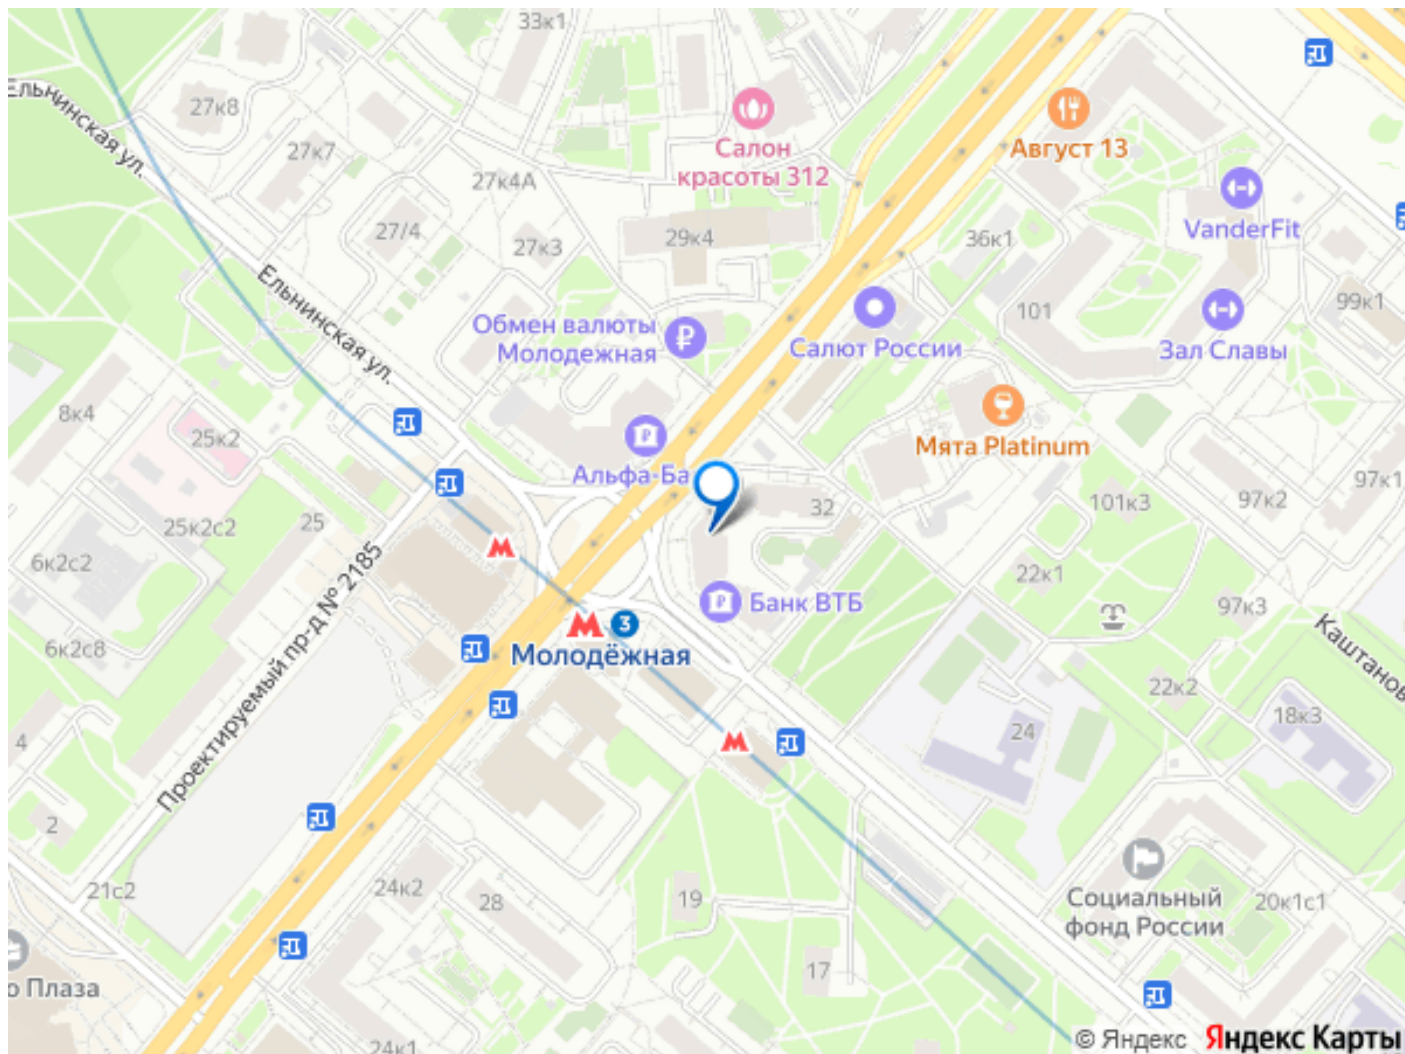 33к1
Ельнинская ул.
27к8
27к7
27к4А
27/4
27к3
Салон
красоты 312
29к4
Август 13
VanderFit
36к1
101
99к1
Зал Славы
Салют России
Обмен валюты
Молодежная
Ельнинская ул.
8к4
25к2
Альфа-Ба
Мята Platinum
97к1
97к2
101к3
32
25к2с2
25
6к2с2
6к2с8
Проектируемый пр-д № 2185
Банк ВТБ
3
Молодёжная
22к1
97к3
Каштанов
22к2
18к3
24
4
2
21с2
24к2
28
19
17
Социальный
фонд России
20к1с1
о Плаза
24к1
© Яндекс Яндекс Карты